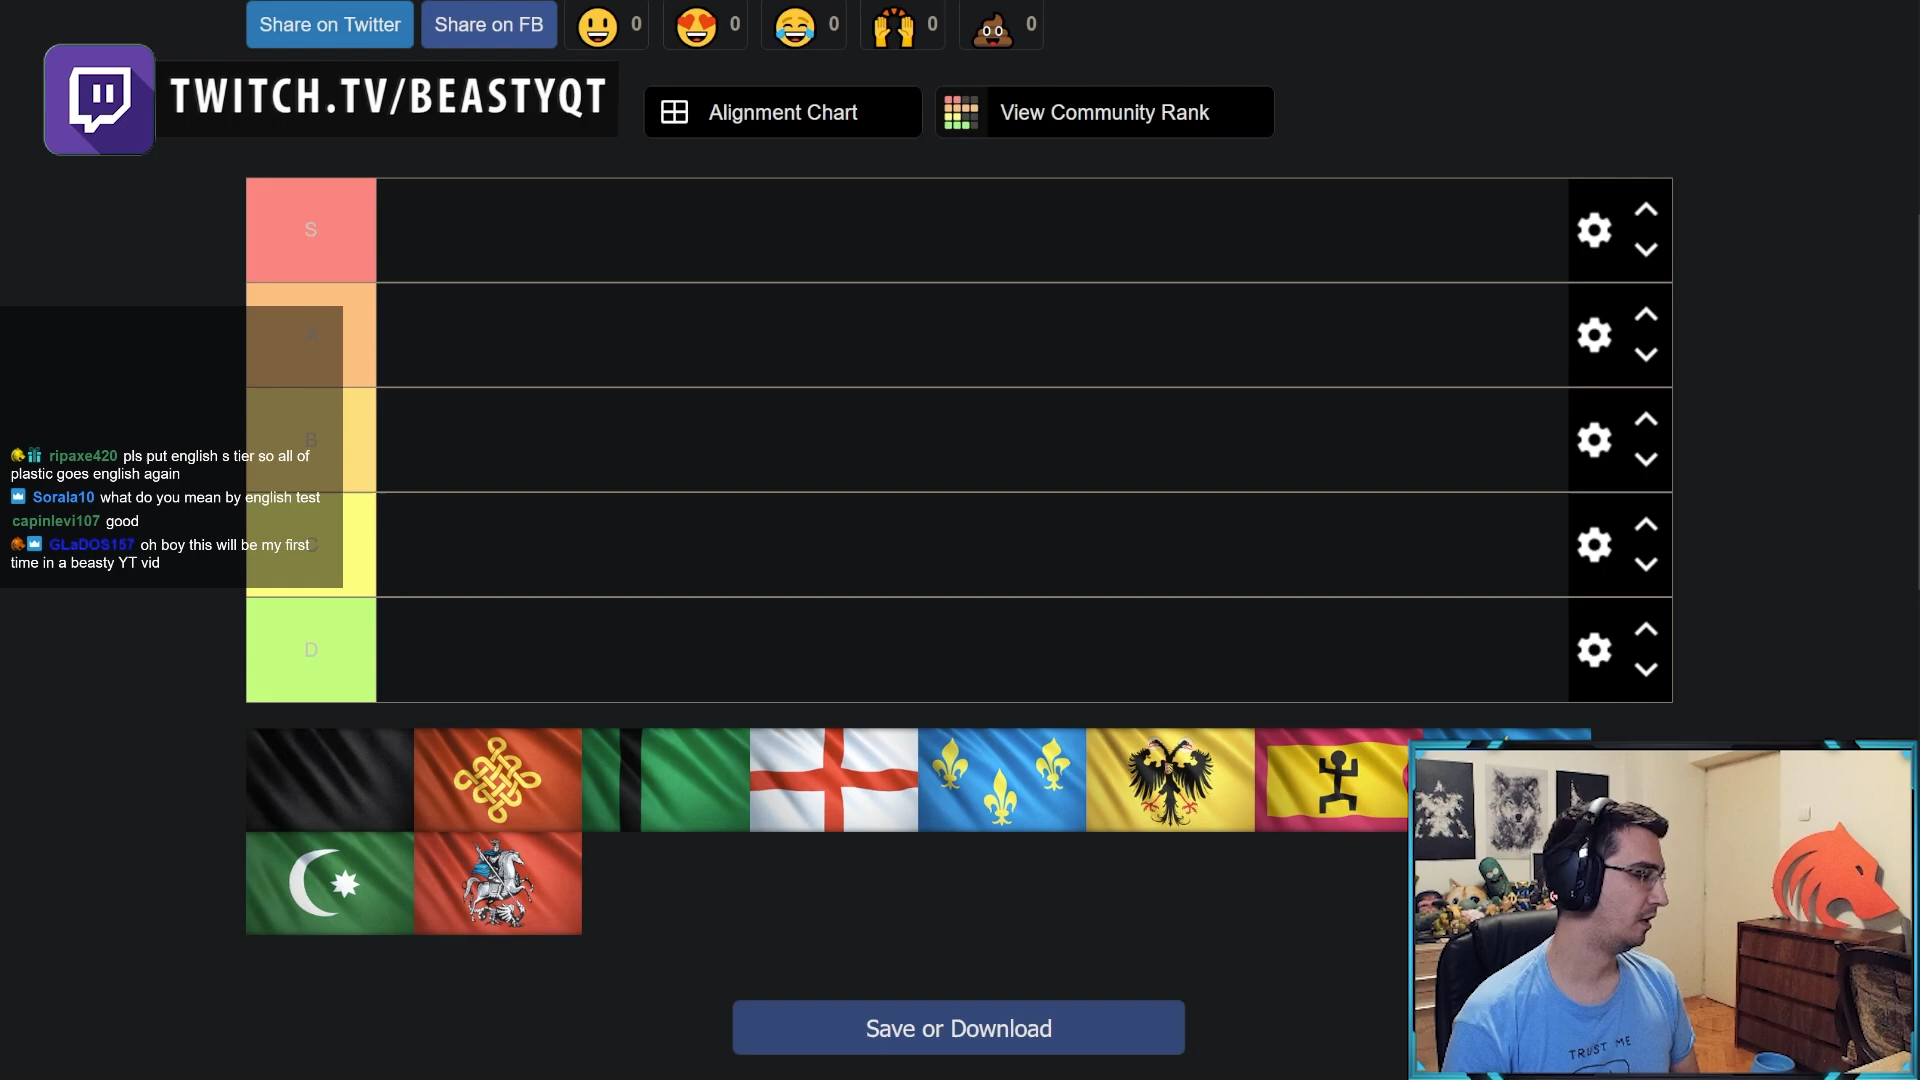 Share on Twitter
Share on FB
0
0
0
0
0
TWITCH.TV/BEASTYQT
Alignment Chart
View Community Rank
S
A
B
ripaxe420 pls put english s tier so all of
plastic goes english again
Sorala10 what do you mean by english test
capinlevi107 good
C
GLaDOS157 oh boy this will be my first
time in a beasty YT vid
D
Save or Download
TRUST ME